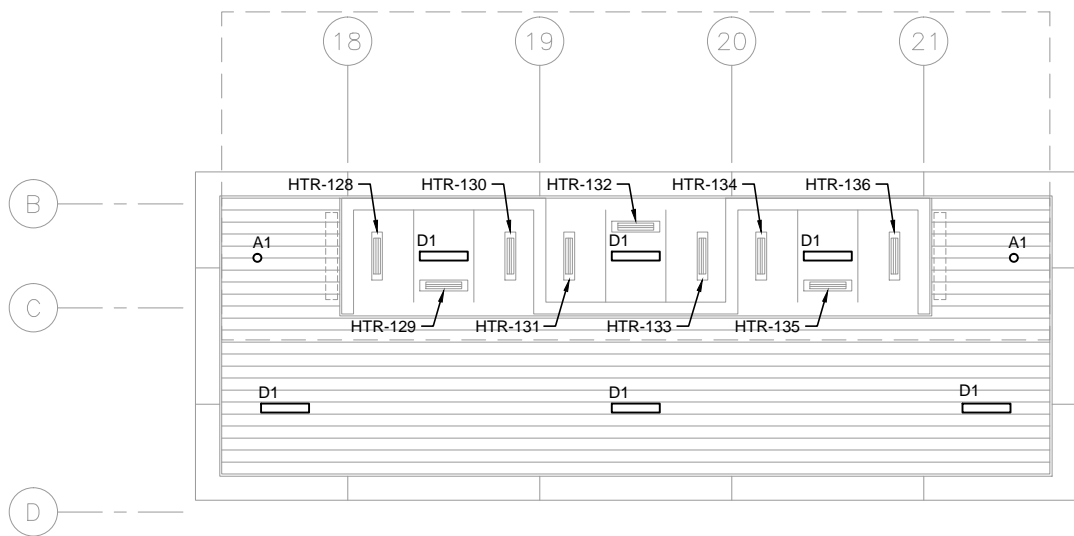 18 19 20 21
B
HTR-128 HTR-130 HTR-132 HTR-134 HTR-136
A1 D1 D1 D1 A1
C
HTR-129 HTR-131 HTR-133 HTR-135
D1 D1 D1
D